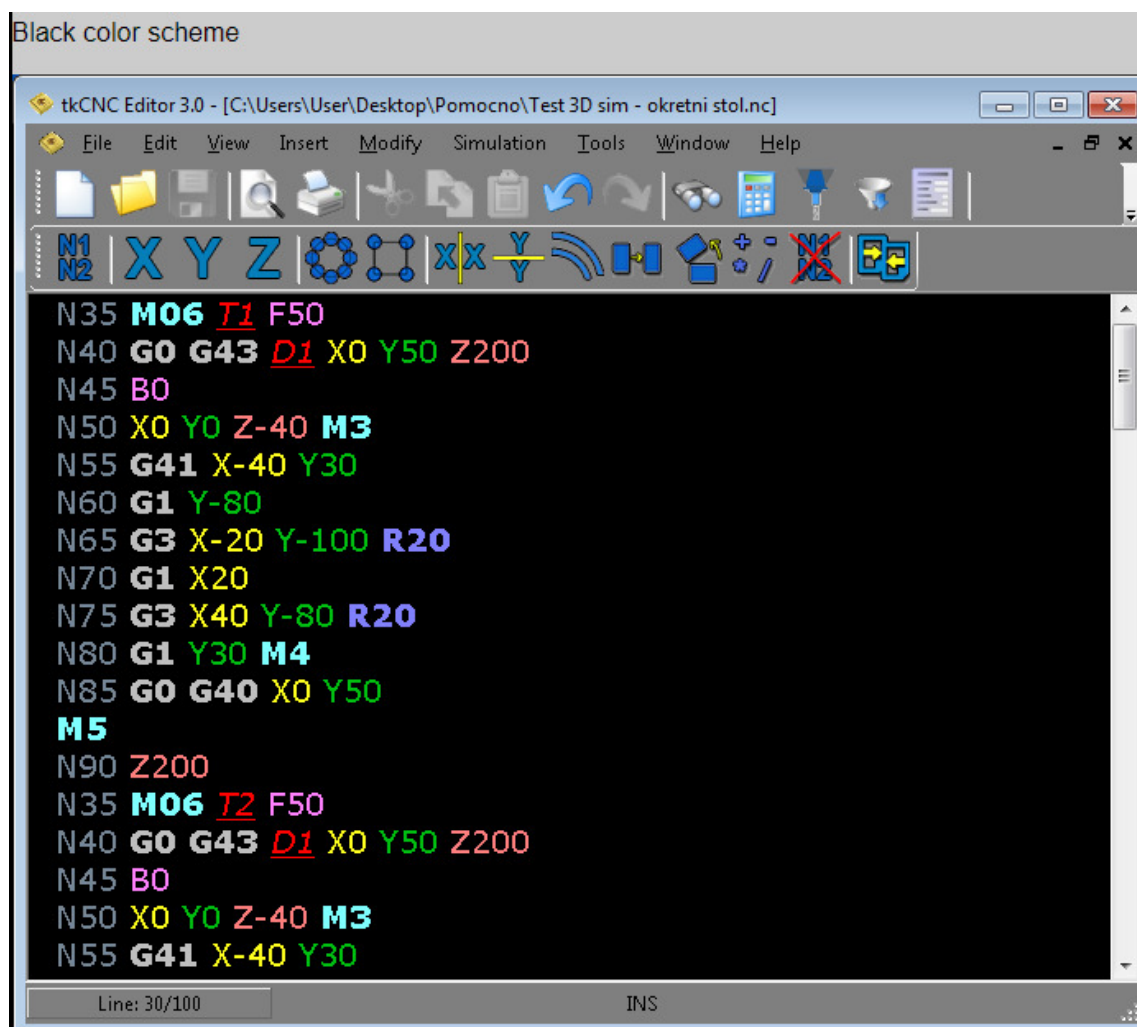 Black color scheme
tkCNC Editor 3.0 - [C:\Users\User\Desktop\Pomocno\Test 3D sim - okretni stol.nc]
File Edit View Insert Modify Simulation Tools Window Help
N1 N2 X Y Z X X Y Y N1 N2
N35 M06 T1 F50
N40 G0 G43 D1 X0 Y50 Z200
N45 B0
N50 X0 Y0 Z-40 M3
N55 G41 X-40 Y30
N60 G1 Y-80
N65 G3 X-20 Y-100 R20
N70 G1 X20
N75 G3 X40 Y-80 R20
N80 G1 Y30 M4
N85 G0 G40 X0 Y50
M5
N90 Z200
N35 M06 T2 F50
N40 G0 G43 D1 X0 Y50 Z200
N45 B0
N50 X0 Y0 Z-40 M3
N55 G41 X-40 Y30
Line: 30/100 INS